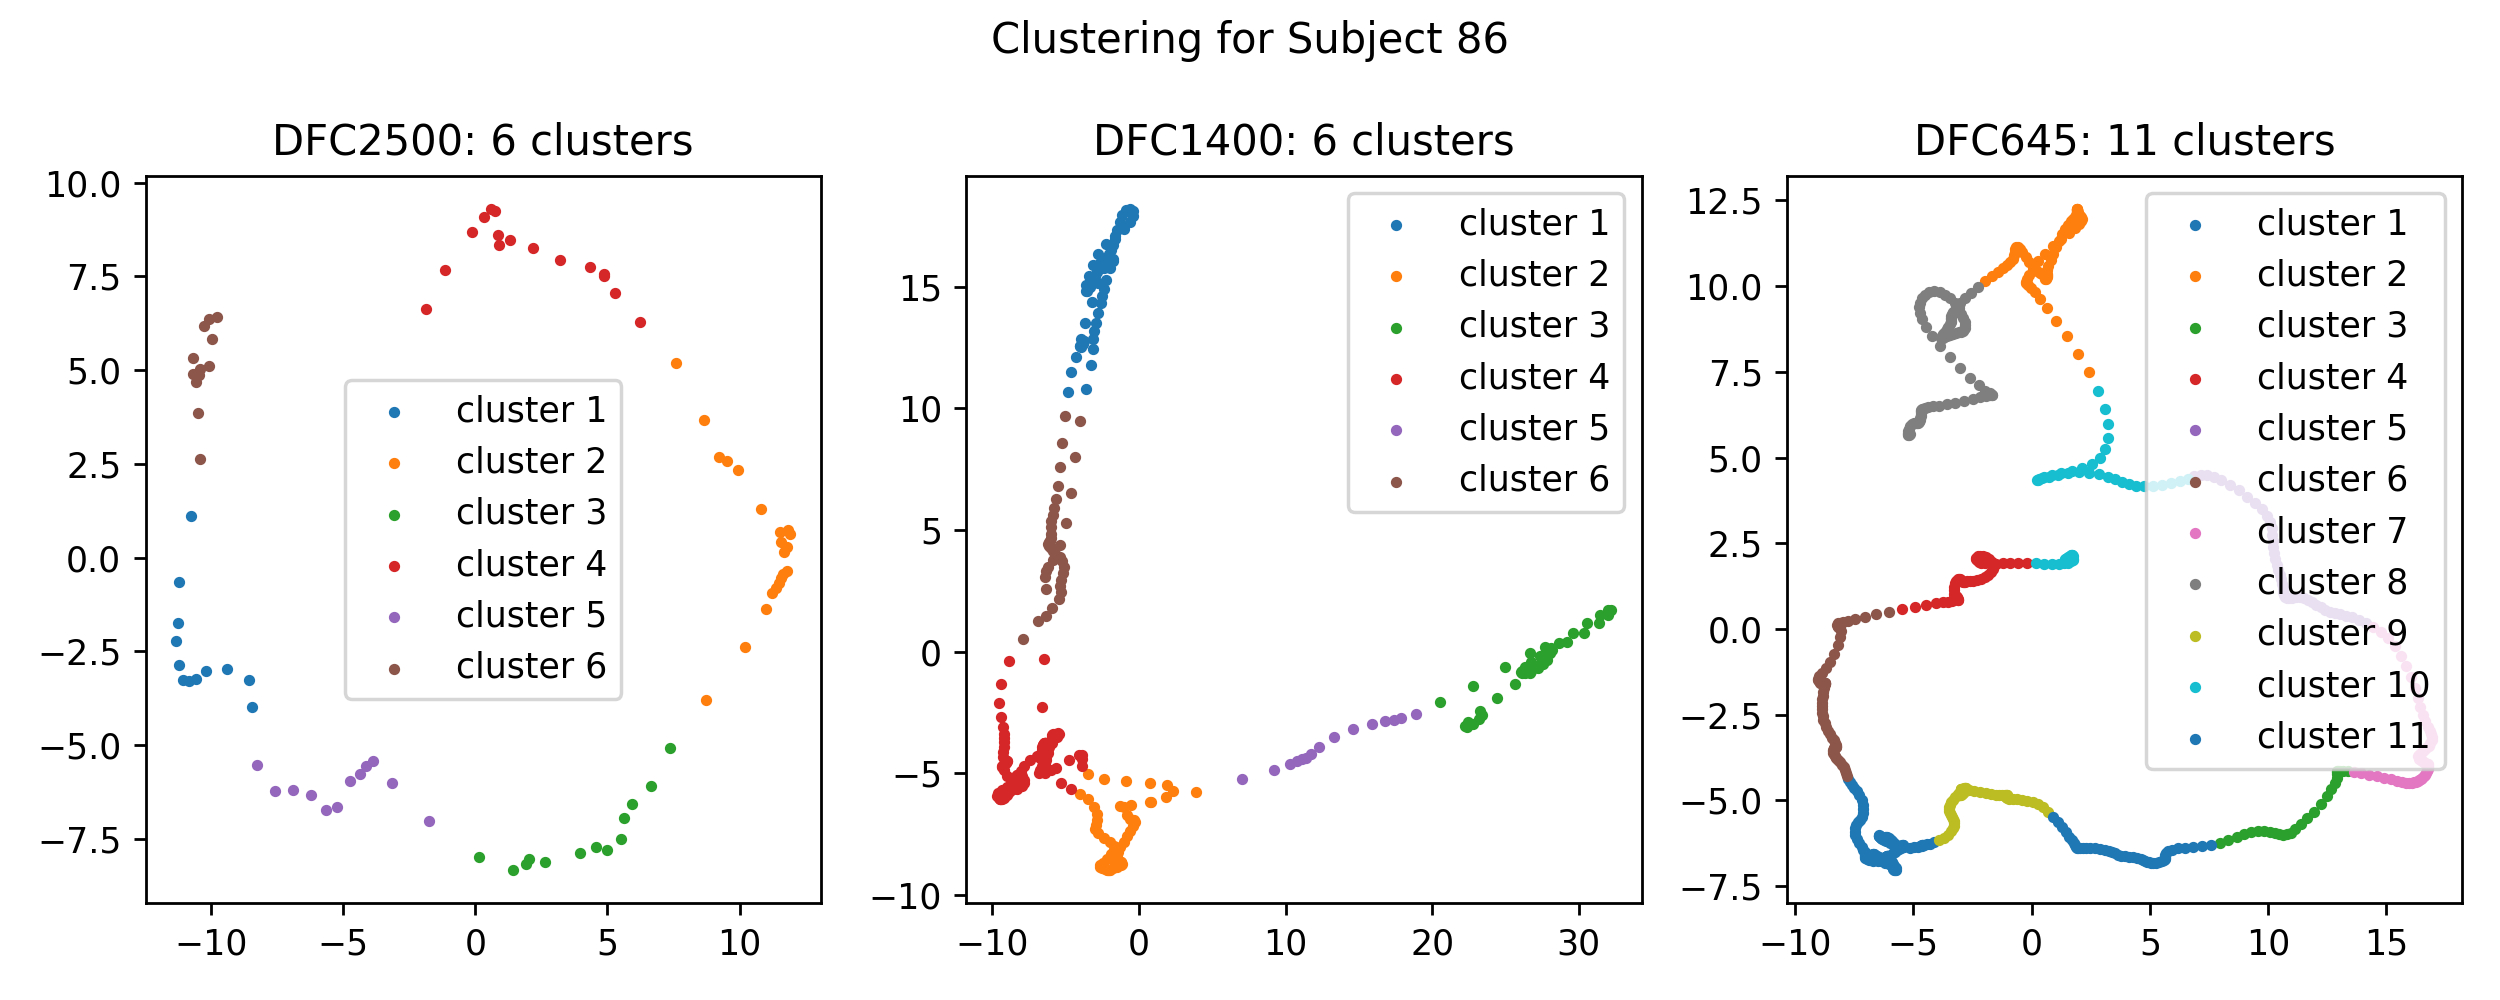 Clustering for Subject 86
DFC2500: 6 clusters
10.0
7.5
5.0
2.5
0.0
−2.5
−5.0
−7.5
−10
−5
0
5
10
cluster 1
cluster 2
cluster 3
cluster 4
cluster 5
cluster 6
DFC1400: 6 clusters
15
10
5
0
−5
−10
−10
0
10
20
30
cluster 1
cluster 2
cluster 3
cluster 4
cluster 5
cluster 6
DFC645: 11 clusters
12.5
10.0
7.5
5.0
2.5
0.0
−2.5
−5.0
−7.5
−10
−5
0
5
10
15
cluster 1
cluster 2
cluster 3
cluster 4
cluster 5
cluster 6
cluster 7
cluster 8
cluster 9
cluster 10
cluster 11